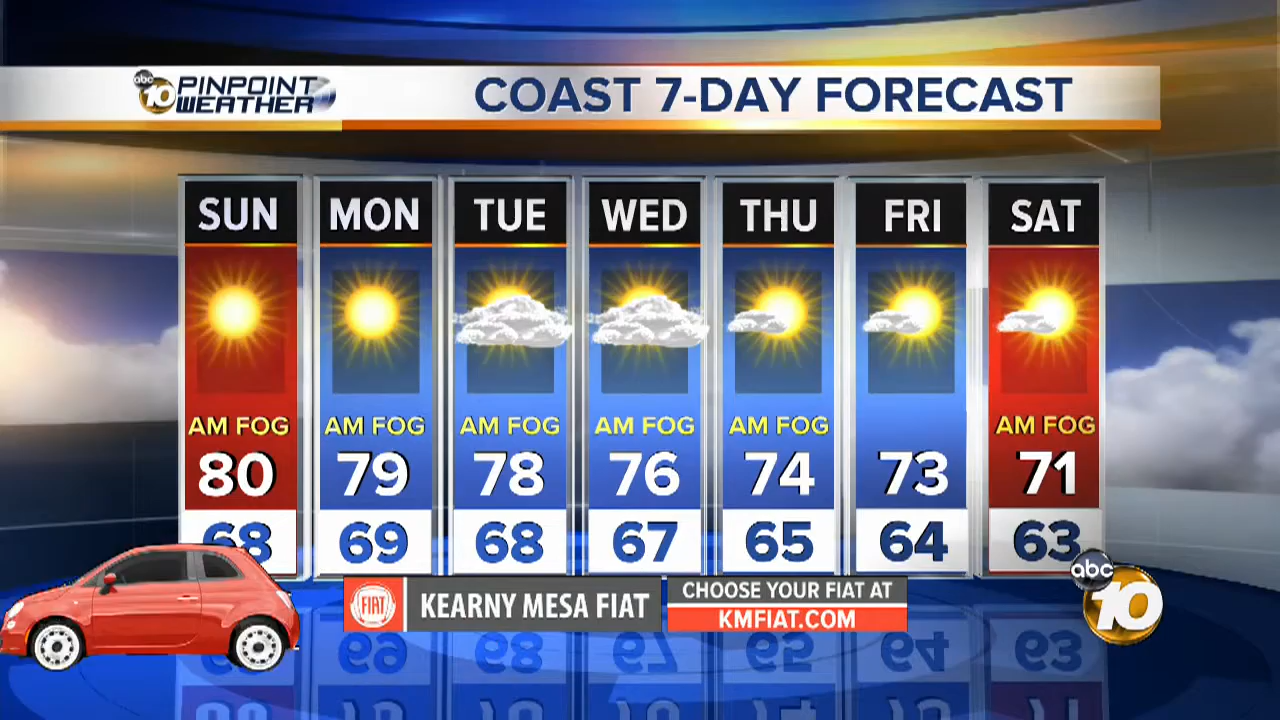 abc 10 PINPOINT WEATHER
COAST 7-DAY FORECAST
SUN MON TUE WED THU FRI SAT
AM FOG AM FOG AM FOG AM FOG AM FOG AM FOG
80 79 78 76 74 73 71
68 69 68 67 65 64 63
FIAT KEARNY MESA FIAT
CHOOSE YOUR FIAT AT
KMFIAT.COM
abc 10